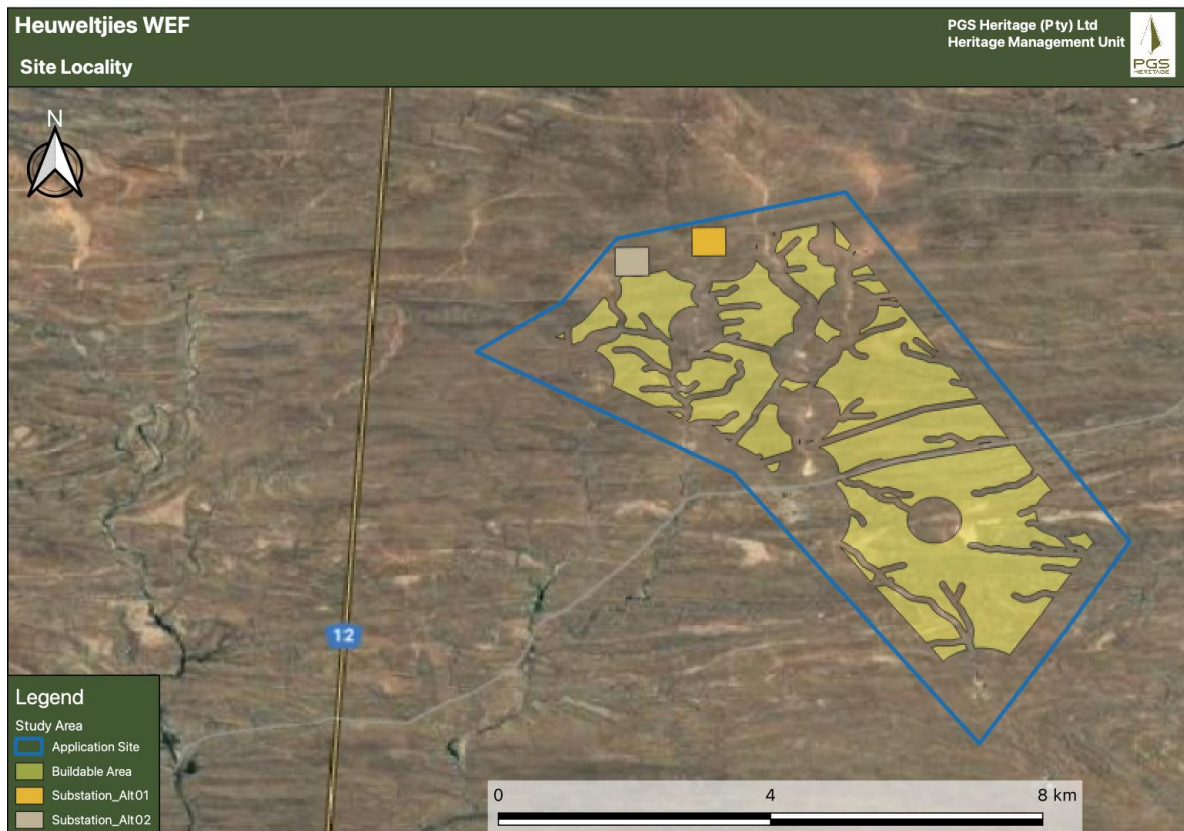 Heuweltjies WEF
Site Locality
PGS Heritage (Pty) Ltd
Heritage Management Unit
PGS
HERITAGE
N
12
Legend
Study Area
Application Site
Buildable Area
Substation_Alt01
Substation_Alt02
0 4 8 km